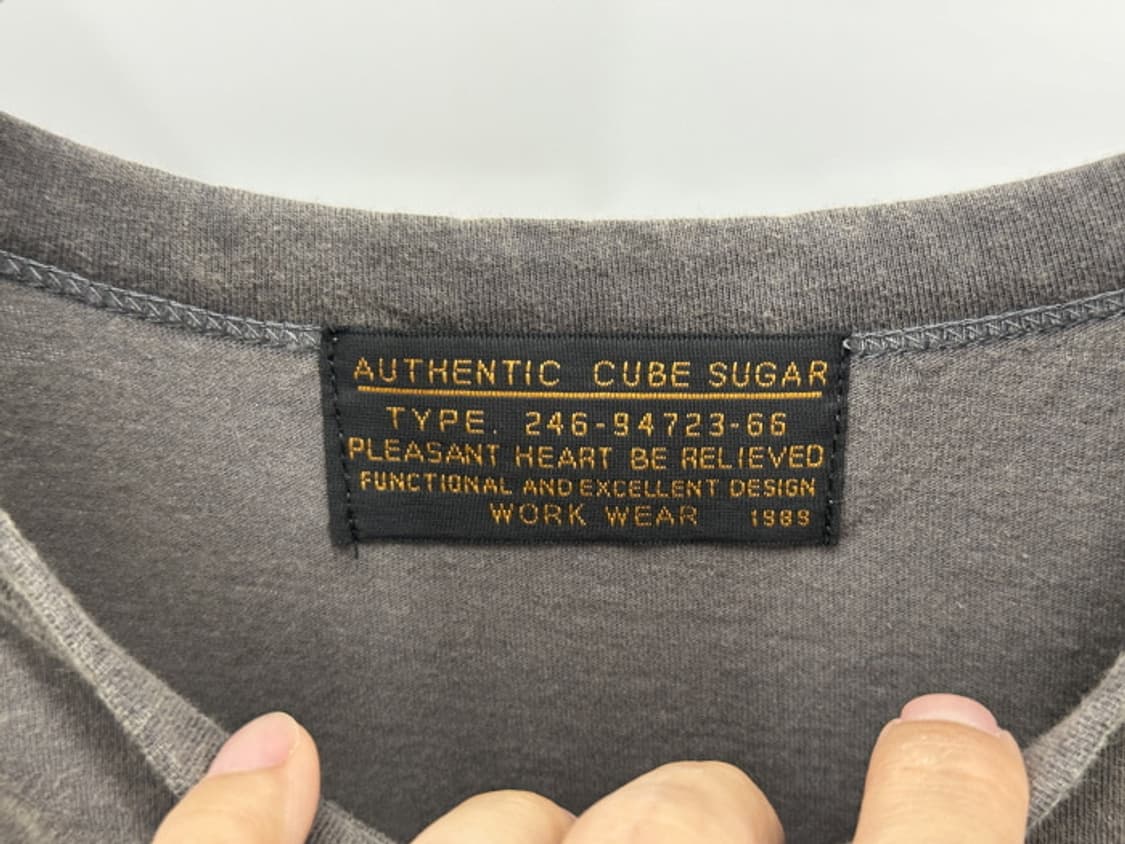 AUTHENTIC CUBE SUGAR
TYPE. 246-94723-66
PLEASANT HEART BE RELIEVED
FUNCTIONAL AND EXCELLENT DESIGN
WORK WEAR 1989